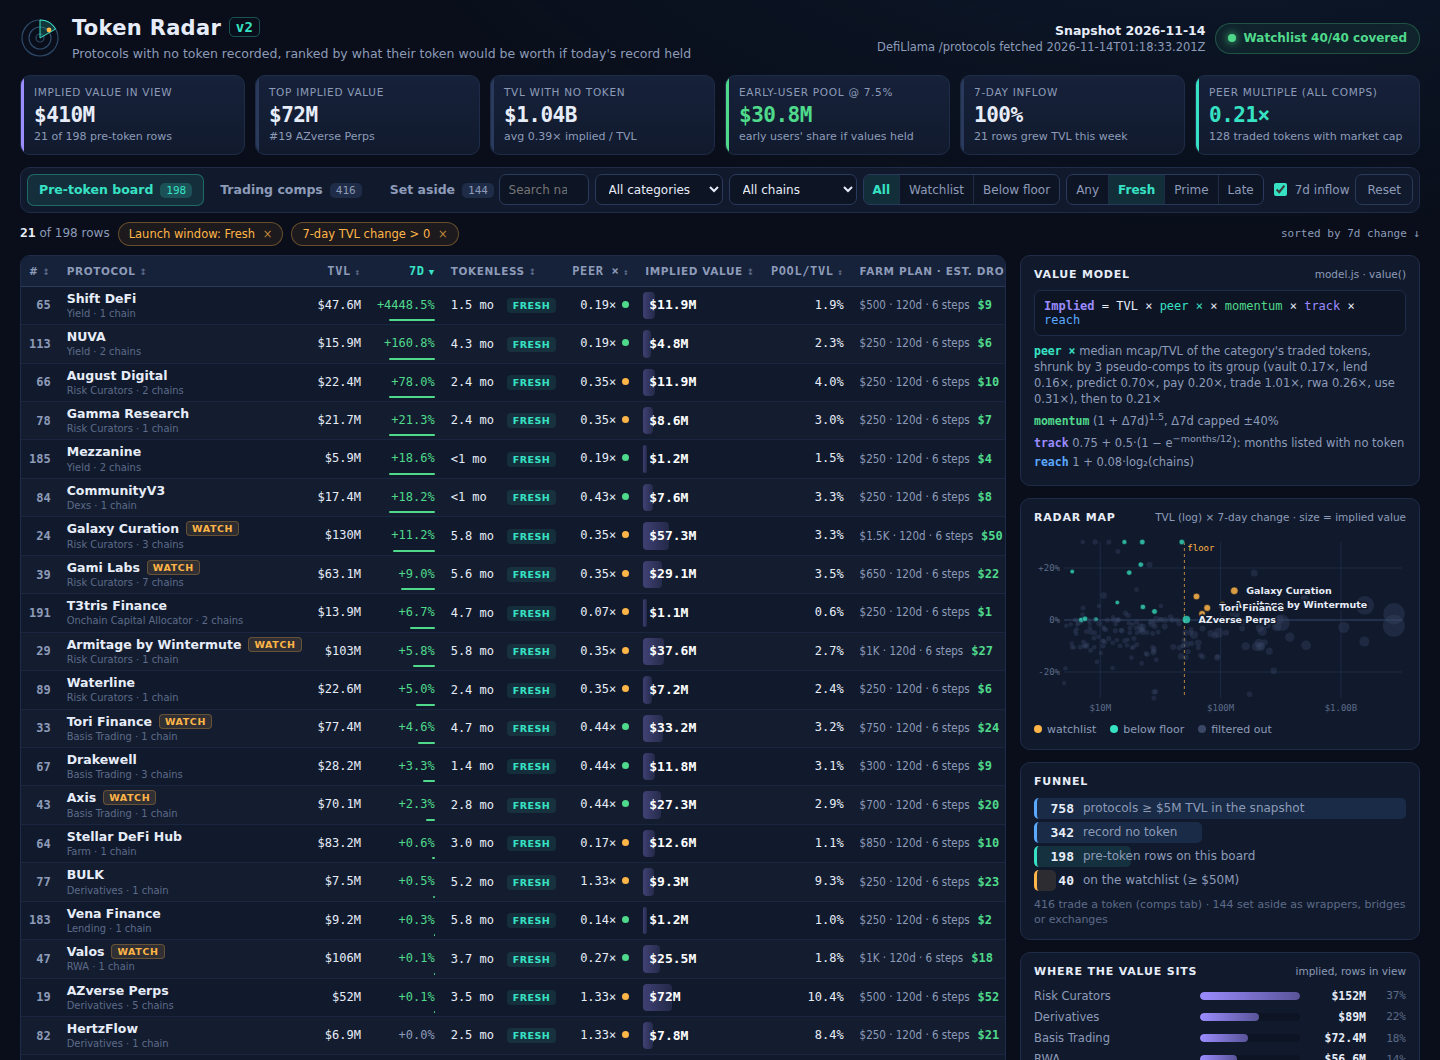 Token Radar v2
Protocols with no token recorded, ranked by what their token would be worth if today's record held
Snapshot 2026-11-14
DefiLlama /protocols fetched 2026-11-14T01:18:33.201Z
Watchlist 40/40 covered
IMPLIED VALUE IN VIEW
$410M
21 of 198 pre-token rows
TOP IMPLIED VALUE
$72M
#19 AZverse Perps
TVL WITH NO TOKEN
$1.04B
avg 0.39× implied / TVL
EARLY-USER POOL @ 7.5%
$30.8M
early users' share if values held
7-DAY INFLOW
100%
21 rows grew TVL this week
PEER MULTIPLE (ALL COMPS)
0.21×
128 traded tokens with market cap
Pre-token board 198 Trading comps 416 Set aside 144 Search na All categories All chains All Watchlist Below floor Any Fresh Prime Late 7d inflow Reset
21 of 198 rows Launch window: Fresh × 7-day TVL change > 0 × sorted by 7d change ↓
# ↕ PROTOCOL ↕ TVL ↕ 7D ▼ TOKENLESS ↕ PEER × ↕ IMPLIED VALUE ↕ POOL/TVL ↕ FARM PLAN · EST. DRO
65 Shift DeFi $47.6M +4448.5% 1.5 mo FRESH 0.19× $11.9M 1.9% $500 · 120d · 6 steps $9
Yield · 1 chain
113 NUVA $15.9M +160.8% 4.3 mo FRESH 0.19× $4.8M 2.3% $250 · 120d · 6 steps $6
Yield · 2 chains
66 August Digital $22.4M +78.0% 2.4 mo FRESH 0.35× $11.9M 4.0% $250 · 120d · 6 steps $10
Risk Curators · 2 chains
78 Gamma Research $21.7M +21.3% 2.4 mo FRESH 0.35× $8.6M 3.0% $250 · 120d · 6 steps $7
Risk Curators · 1 chain
185 Mezzanine $5.9M +18.6% <1 mo FRESH 0.19× $1.2M 1.5% $250 · 120d · 6 steps $4
Yield · 2 chains
84 CommunityV3 $17.4M +18.2% <1 mo FRESH 0.43× $7.6M 3.3% $250 · 120d · 6 steps $8
Dexs · 1 chain
24 Galaxy Curation WATCH $130M +11.2% 5.8 mo FRESH 0.35× $57.3M 3.3% $1.5K · 120d · 6 steps $50
Risk Curators · 3 chains
39 Gami Labs WATCH $63.1M +9.0% 5.6 mo FRESH 0.35× $29.1M 3.5% $650 · 120d · 6 steps $22
Risk Curators · 7 chains
191 T3tris Finance $13.9M +6.7% 4.7 mo FRESH 0.07× $1.1M 0.6% $250 · 120d · 6 steps $1
Onchain Capital Allocator · 2 chains
29 Armitage by Wintermute WATCH $103M +5.8% 5.8 mo FRESH 0.35× $37.6M 2.7% $1K · 120d · 6 steps $27
Risk Curators · 1 chain
89 Waterline $22.6M +5.0% 2.4 mo FRESH 0.35× $7.2M 2.4% $250 · 120d · 6 steps $6
Risk Curators · 1 chain
33 Tori Finance WATCH $77.4M +4.6% 4.7 mo FRESH 0.44× $33.2M 3.2% $750 · 120d · 6 steps $24
Basis Trading · 1 chain
67 Drakewell $28.2M +3.3% 1.4 mo FRESH 0.44× $11.8M 3.1% $300 · 120d · 6 steps $9
Basis Trading · 3 chains
43 Axis WATCH $70.1M +2.3% 2.8 mo FRESH 0.44× $27.3M 2.9% $700 · 120d · 6 steps $20
Basis Trading · 1 chain
64 Stellar DeFi Hub $83.2M +0.6% 3.0 mo FRESH 0.17× $12.6M 1.1% $850 · 120d · 6 steps $10
Farm · 1 chain
77 BULK $7.5M +0.5% 5.2 mo FRESH 1.33× $9.3M 9.3% $250 · 120d · 6 steps $23
Derivatives · 1 chain
183 Vena Finance $9.2M +0.3% 5.8 mo FRESH 0.14× $1.2M 1.0% $250 · 120d · 6 steps $2
Lending · 1 chain
47 Valos WATCH $106M +0.1% 3.7 mo FRESH 0.27× $25.5M 1.8% $1K · 120d · 6 steps $18
RWA · 1 chain
19 AZverse Perps $52M +0.1% 3.5 mo FRESH 1.33× $72M 10.4% $500 · 120d · 6 steps $52
Derivatives · 5 chains
82 HertzFlow $6.9M +0.0% 2.5 mo FRESH 1.33× $7.8M 8.4% $250 · 120d · 6 steps $21
Derivatives · 1 chain
VALUE MODEL model.js · value()
Implied = TVL × peer × × momentum × track ×
reach
peer × median mcap/TVL of the category's traded tokens,
shrunk by 3 pseudo-comps to its group (vault 0.17×, lend
0.16×, predict 0.70×, pay 0.20×, trade 1.01×, rwa 0.26×, use
0.31×), then to 0.21×
momentum (1 + Δ7d)1.5, Δ7d capped ±40%
track 0.75 + 0.5·(1 − e−months/12): months listed with no token
reach 1 + 0.08·log₂(chains)
RADAR MAP TVL (log) × 7-day change · size = implied value
floor
+20%
Galaxy Curation
by Wintermute
Tori Finance
0%
AZverse Perps
-20%
$10M $100M $1.00B
watchlist below floor filtered out
FUNNEL
758 protocols ≥ $5M TVL in the snapshot
342 record no token
198 pre-token rows on this board
40 on the watchlist (≥ $50M)
416 trade a token (comps tab) · 144 set aside as wrappers, bridges
or exchanges
WHERE THE VALUE SITS implied, rows in view
Risk Curators $152M 37%
Derivatives $89M 22%
Basis Trading $72.4M 18%
RWA $56.6M 14%